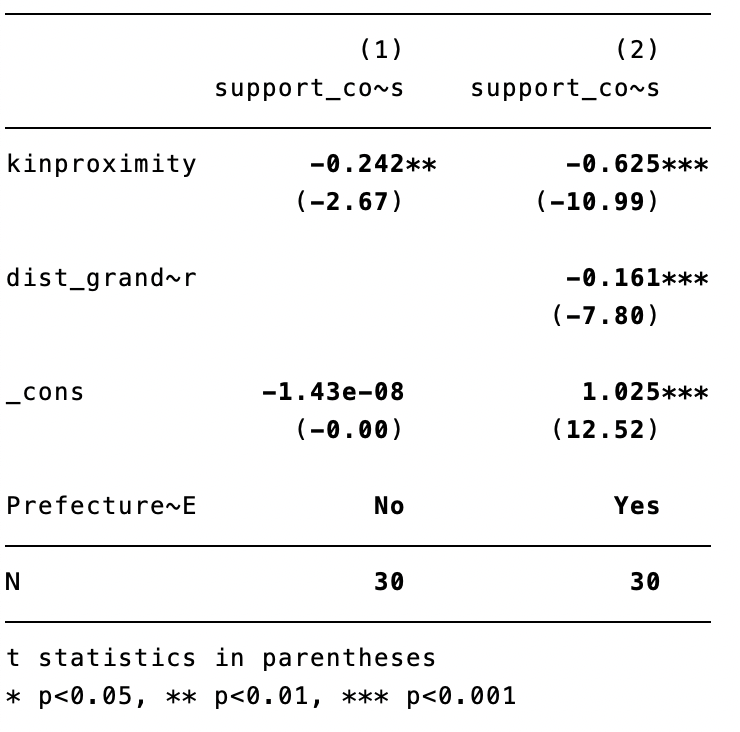 (1) (2)
support_co~s support_co~s
kinproximity -0.242** -0.625***
(-2.67) (-10.99)
dist_grand~r -0.161***
(-7.80)
_cons -1.43e-08 1.025***
(-0.00) (12.52)
Prefecture~E No Yes
N 30 30
t statistics in parentheses
* p<0.05, ** p<0.01, *** p<0.001